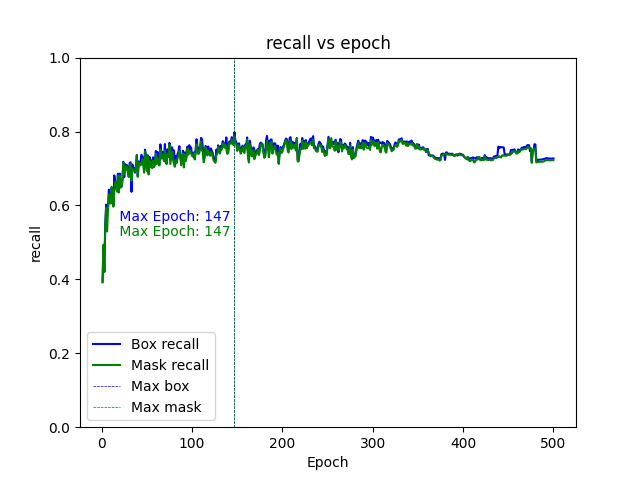 recall vs epoch
1.0
0.8
0.6
0.4
0.2
0.0
recall
Max Epoch: 147
Max Epoch: 147
Box recall
Mask recall
Max box
Max mask
0 100 200 300 400 500
Epoch